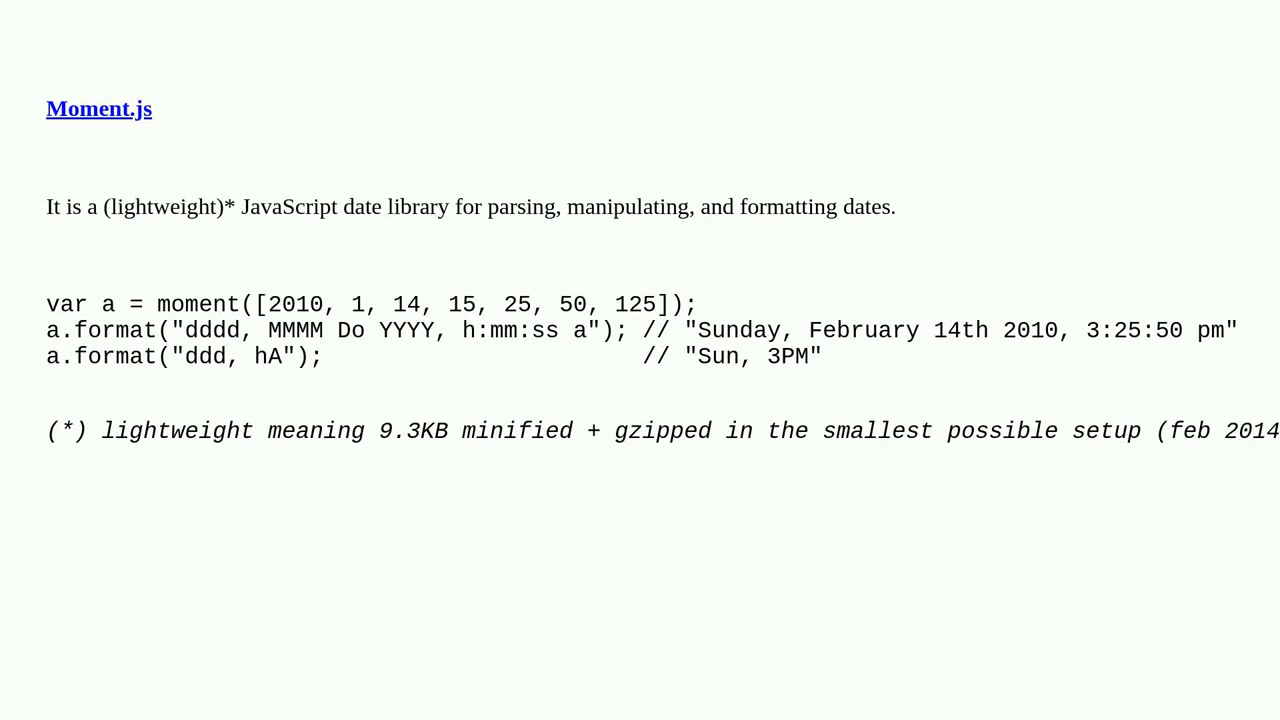 Moment.js
It is a (lightweight)* JavaScript date library for parsing, manipulating, and formatting dates.
var a = moment([2010, 1, 14, 15, 25, 50, 125]);
a.format("dddd, MMMM Do YYYY, h:mm:ss a"); // "Sunday, February 14th 2010, 3:25:50 pm"
a.format("ddd, hA");                       // "Sun, 3PM"
(*) lightweight meaning 9.3KB minified + gzipped in the smallest possible setup (feb 2014